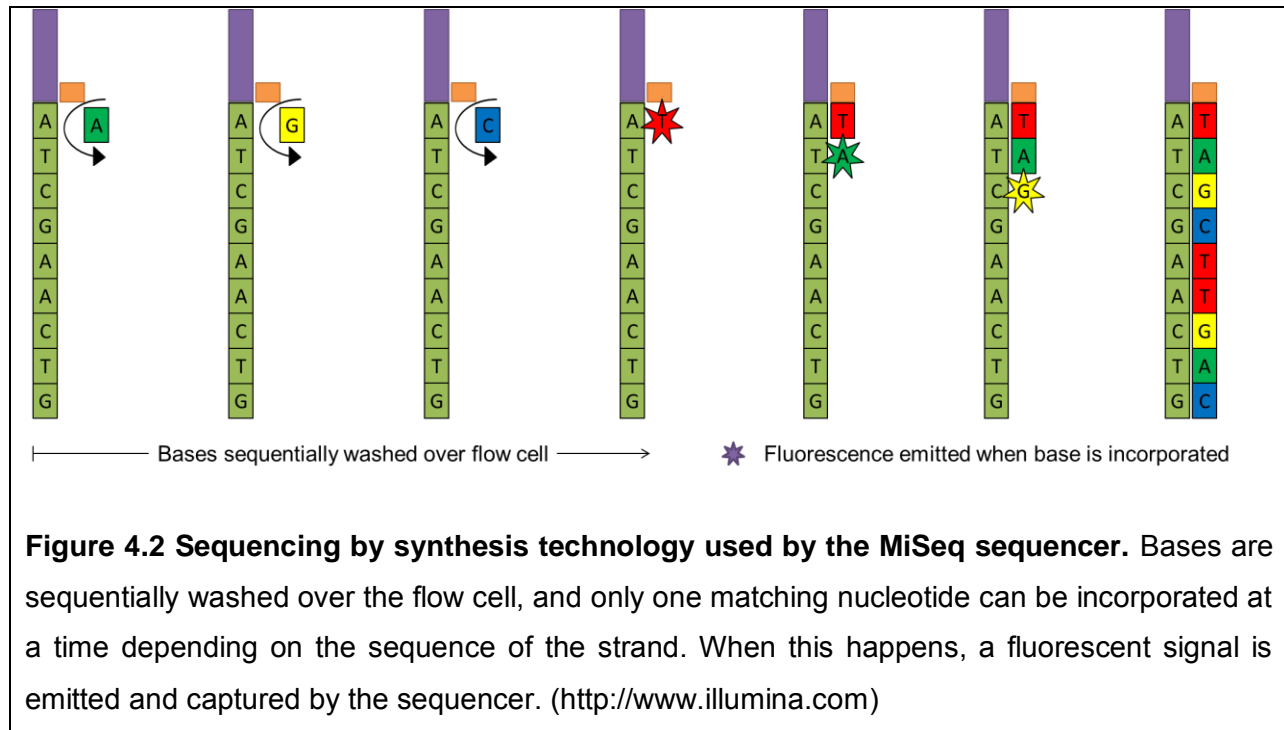 A A A G A C A T A T A T A T
T T T T T A T A T A
C C C C C C G C G
G G G G G G G C
A A A A A A A T
A A A A A A A T
C C C C C C C G
T T T T T T T A
G G G G G G G C
Bases sequentially washed over flow cell Fluorescence emitted when base is incorporated
Figure 4.2 Sequencing by synthesis technology used by the MiSeq sequencer. Bases are
sequentially washed over the flow cell, and only one matching nucleotide can be incorporated at
a time depending on the sequence of the strand. When this happens, a fluorescent signal is
emitted and captured by the sequencer. (http://www.illumina.com)